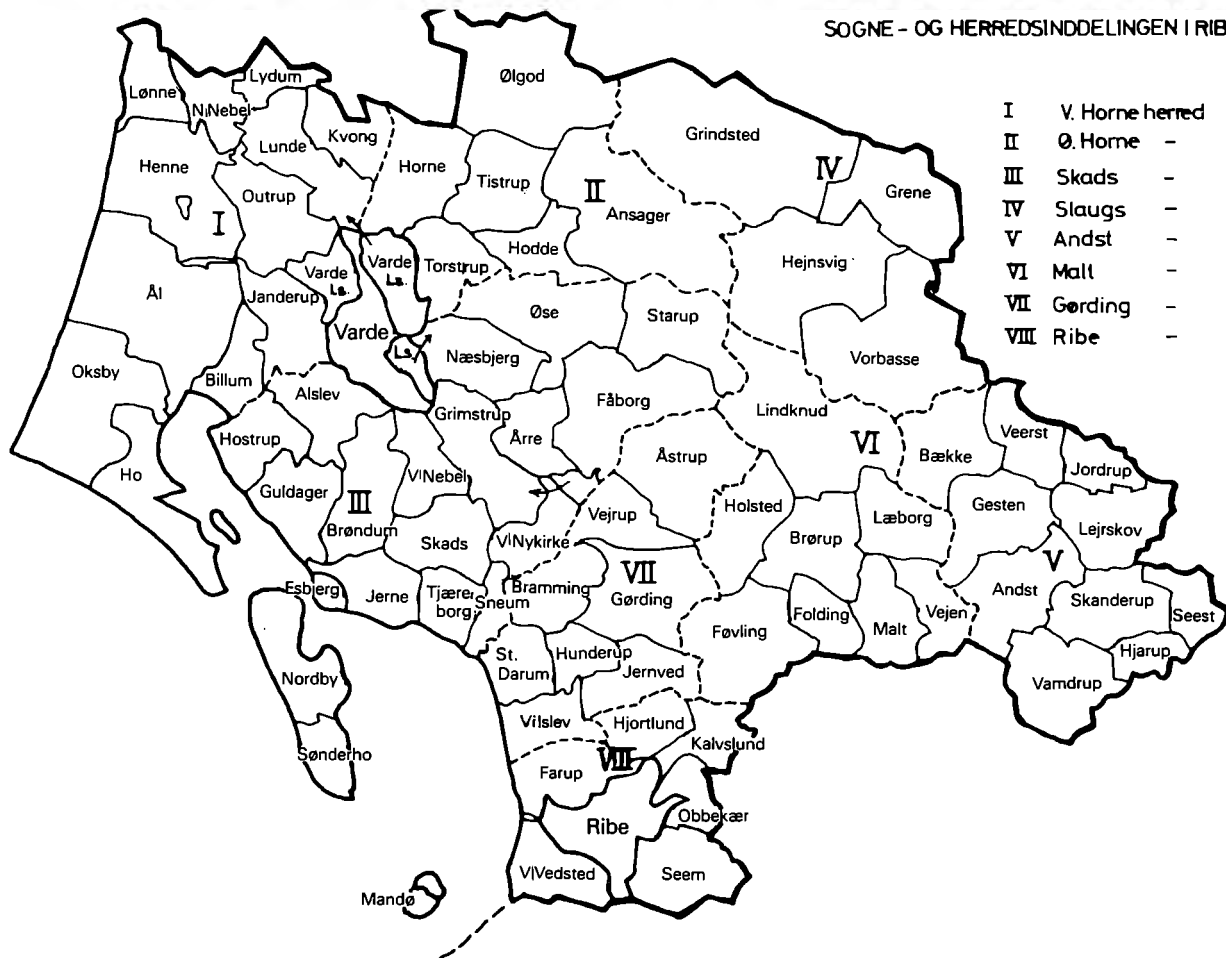 SOGNE- OG HERREDSINDDELINGEN I RIB
I V. Horne herred
II Ø. Horne -
III Skads -
IV Slaugs -
V Andst -
VI Malt -
VII Gørding -
VIII Ribe -
Ølgod
Lydum
Lønne
N|Nebel
Kvong
Grindsted
Lunde
Henne
Horne
IV
Tistrup
II
Grene
Outrup
I
Ansager
Hodde
Varde
Ls.
Varde
Ls.
Torstrup
Hejnsvig
Janderup
Ål
Øse
Starup
Varde
Ls
Næsbjerg
Vorbasse
Oksby
Billum
Alslev
Fåborg
Lindknud
Grimstrup
Hostrup
Årre
VI
Veerst
Åstrup
Bække
Ho
V|Nebel
Jordrup
Guldager
III
Vejrup
Holsted
Gesten
Læborg
Lejrskov
Brøndum
Skads
V|Nykirke
Brørup
V
Esbjerg
Jerne
Tjære
borg
Sneum
Bramming
VII
Gørding
Andst
Skanderup
Seest
Folding
Vejen
Føvling
Malt
St.
Darum
Hunderup
Jernved
Hjarup
Nordby
Vamdrup
Vilslev
Hjortlund
Kalvslund
Sønderho
VIII
Farup
Obbekær
Ribe
V|Vedsted
Seem
Mandø